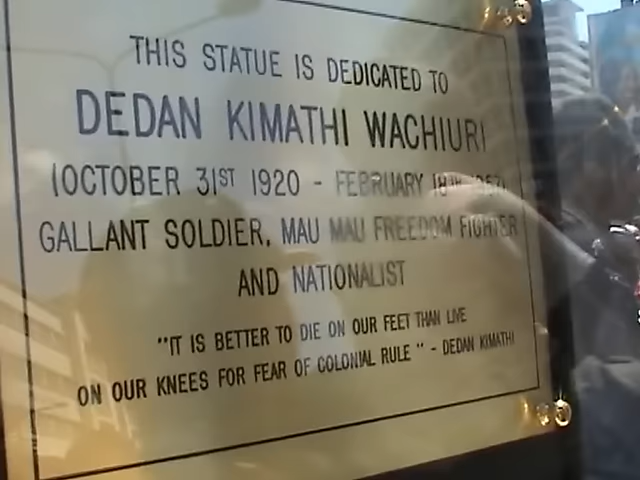 THIS STATUE IS DEDICATED TO
DEDAN KIMATHI WACHIURI
(OCTOBER 31ST 1920 - FEBRUARY 18TH 1957)
GALLANT SOLDIER, MAU MAU FREEDOM FIGHTER
AND NATIONALIST
"IT IS BETTER TO DIE ON OUR FEET THAN LIVE
ON OUR KNEES FOR FEAR OF COLONIAL RULE" - DEDAN KIMATHI